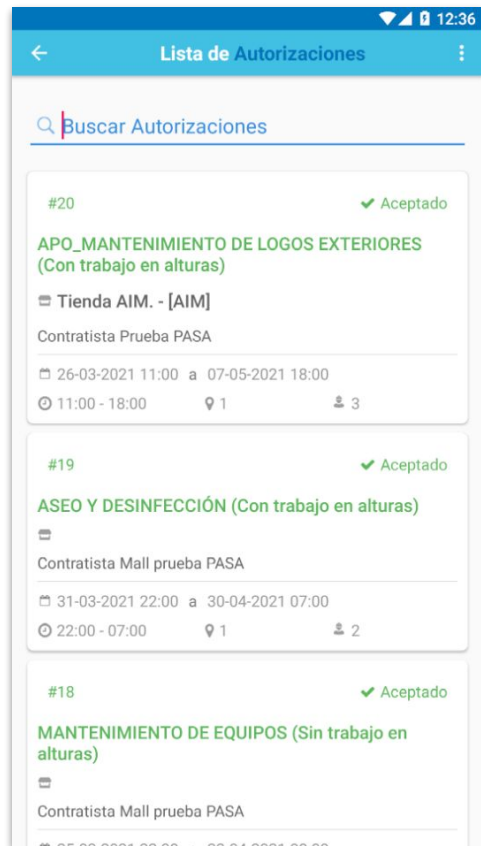 12:36
Lista de Autorizaciones
Buscar Autorizaciones
#20 Aceptado
APO_MANTENIMIENTO DE LOGOS EXTERIORES
(Con trabajo en alturas)
Tienda AIM. - [AIM]
Contratista Prueba PASA
26-03-2021 11:00 a 07-05-2021 18:00
11:00 - 18:00 1 3
#19 Aceptado
ASEO Y DESINFECCIÓN (Con trabajo en alturas)
Contratista Mall prueba PASA
31-03-2021 22:00 a 30-04-2021 07:00
22:00 - 07:00 1 2
#18 Aceptado
MANTENIMIENTO DE EQUIPOS (Sin trabajo en
alturas)
Contratista Mall prueba PASA